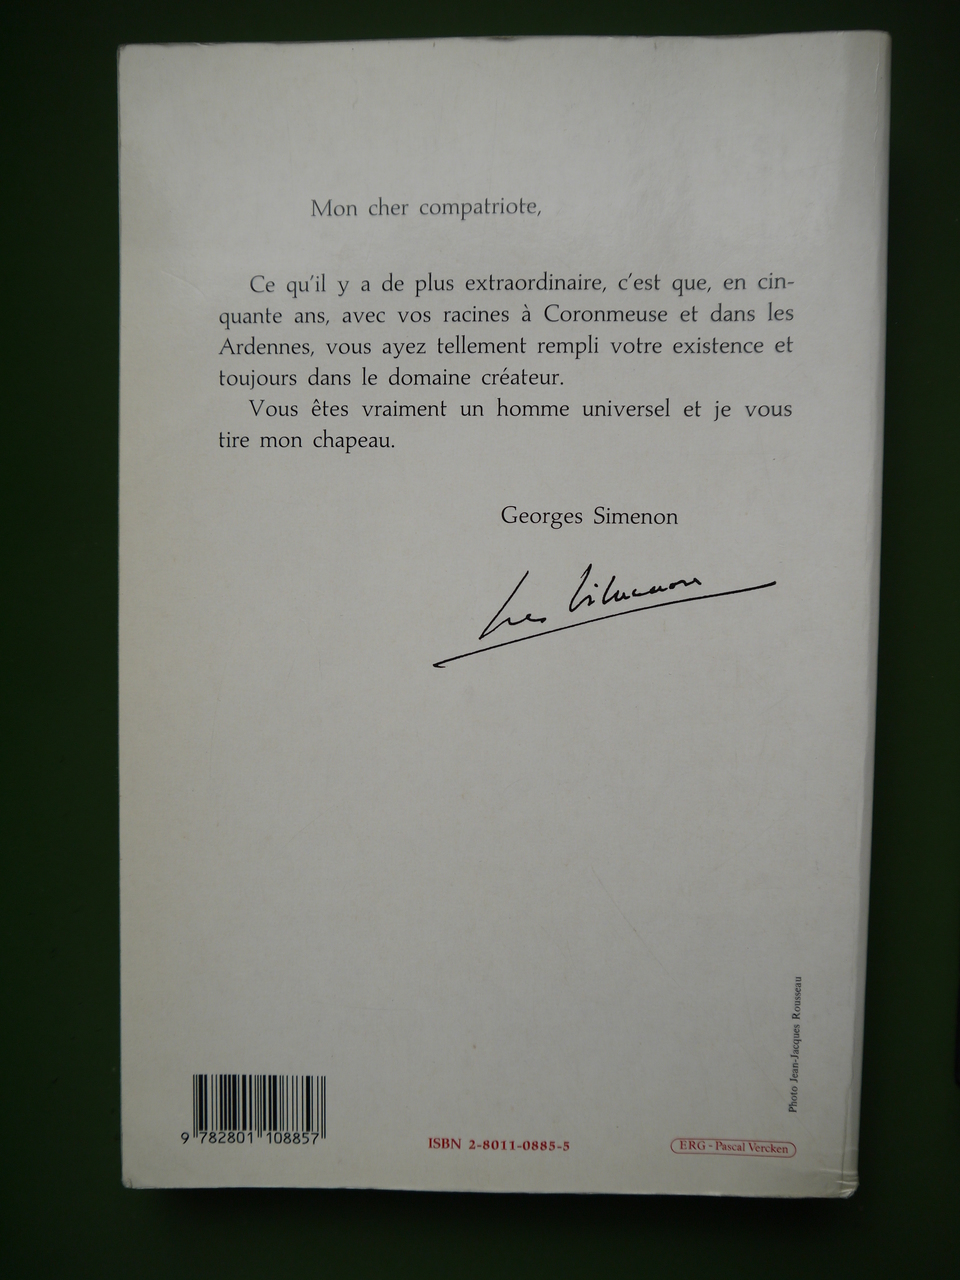 Mon cher compatriote,
Ce qu'il y a de plus extraordinaire, c'est que, en cin-
quante ans, avec vos racines à Coronmeuse et dans les
Ardennes, vous ayez tellement rempli votre existence et
toujours dans le domaine créateur.
Vous êtes vraiment un homme universel et je vous
tire mon chapeau.
Georges Simenon
Photo Jean-Jacques Rousseau
9 782801 108857
ISBN 2-8011-0885-5
ERG - Pascal Vercken